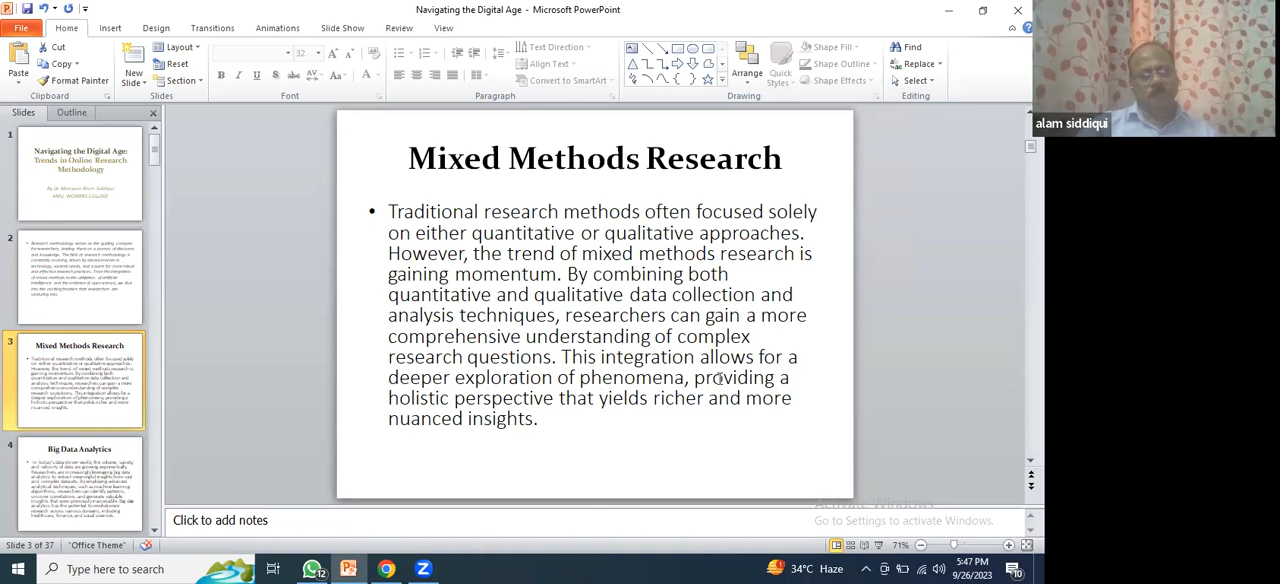 Navigating the Digital Age - Microsoft PowerPoint
File Home Insert Design Transitions Animations Slide Show Review View
Paste
Cut
Copy
Format Painter
Clipboard
New
Slide
Layout
Reset
Section
Slides
32
Font
Text Direction
Align Text
Convert to SmartArt
Paragraph
Arrange
Quick
Styles
Shape Fill
Shape Outline
Shape Effects
Drawing
Find
Replace
Select
Editing
alam siddiqui
Slides Outline
1
Navigating the Digital Age:
Trends in Online Research
Methodology
2
3
Mixed Methods Research
4
Big Data Analytics
Mixed Methods Research
• Traditional research methods often focused solely
on either quantitative or qualitative approaches.
However, the trend of mixed methods research is
gaining momentum. By combining both
quantitative and qualitative data collection and
analysis techniques, researchers can gain a more
comprehensive understanding of complex
research questions. This integration allows for a
deeper exploration of phenomena, providing a
holistic perspective that yields richer and more
nuanced insights.
Activate Windows
Go to Settings to activate Windows.
Click to add notes
Slide 3 of 37 "Office Theme" 71%
Type here to search
12
34°C Haze
5:47 PM
9/26/2023
10